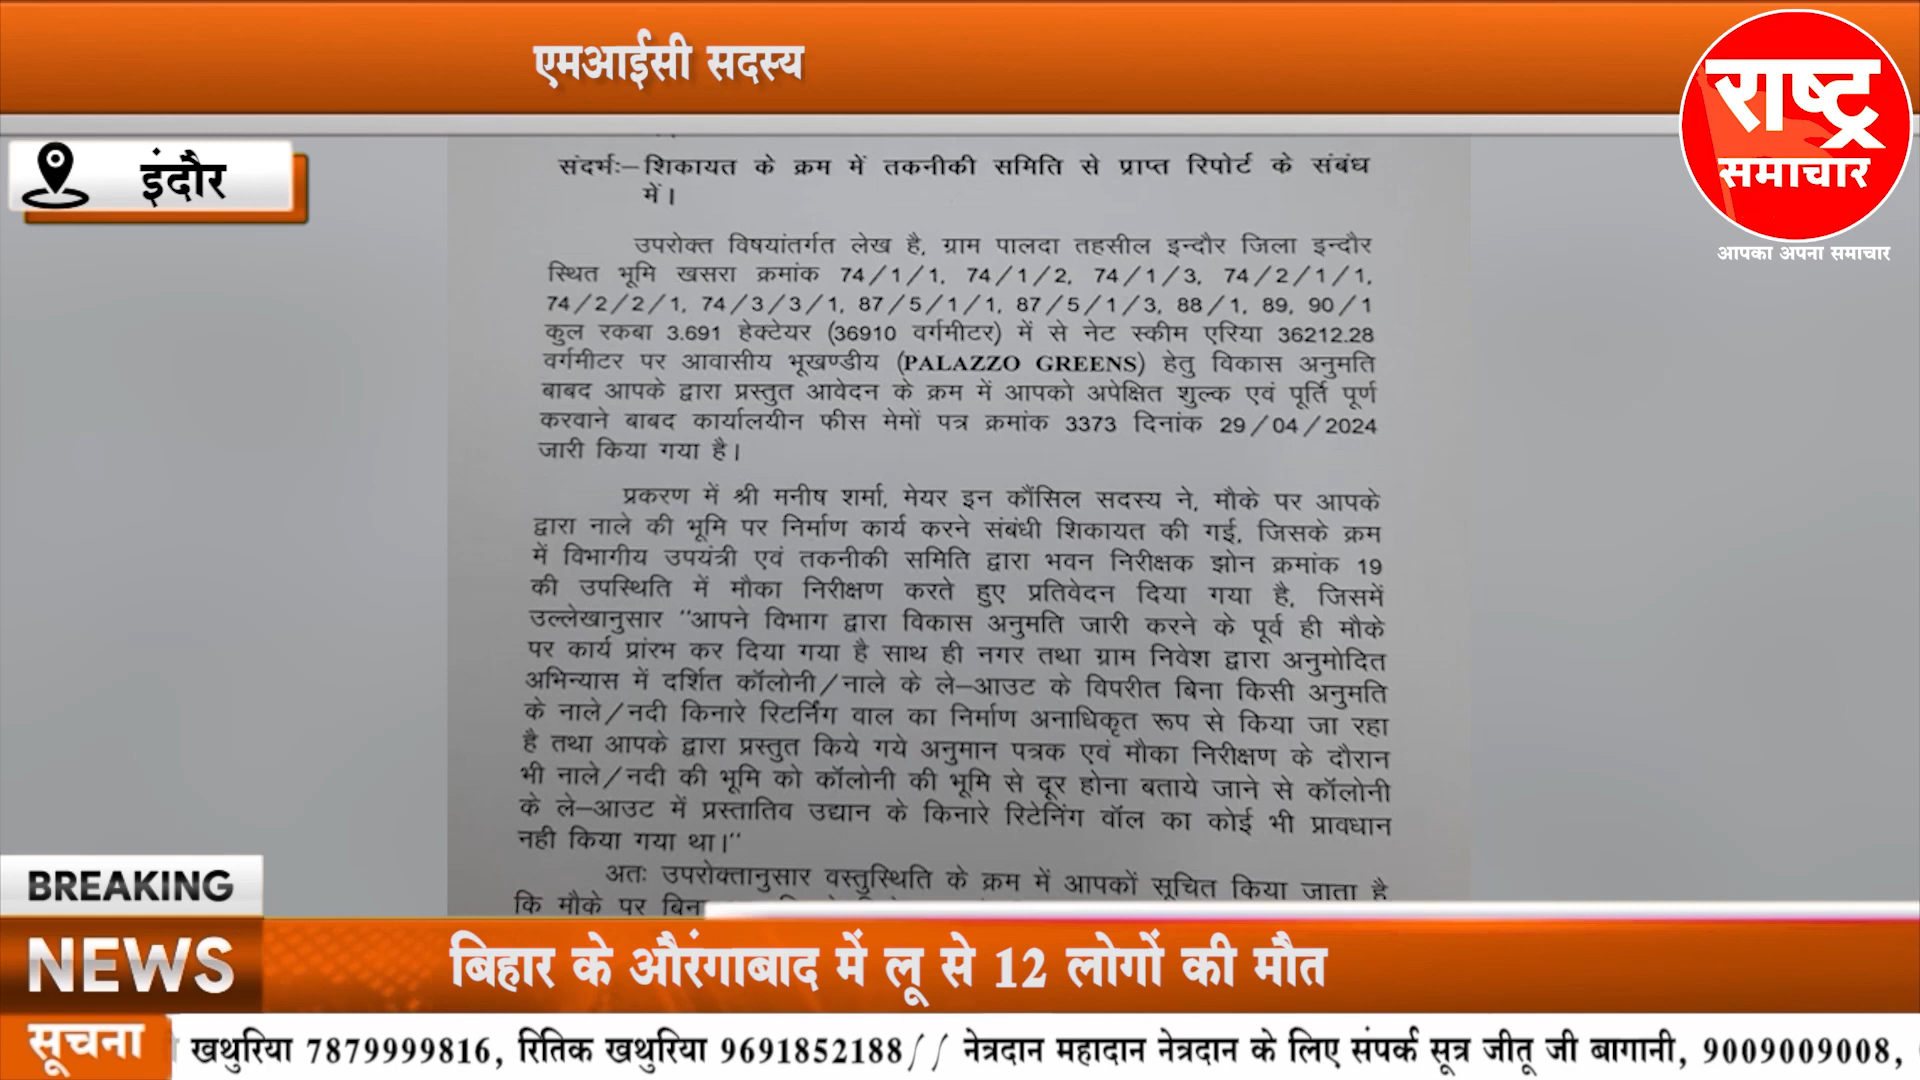 एमआईसी सदस्य
राष्ट्र
समाचार
आपका अपना समाचार
इंदौर
संदर्भः–शिकायत के क्रम में तकनीकी समिति से प्राप्त रिपोर्ट के संबंध
में।
उपरोक्त विषयांतर्गत लेख है, ग्राम पालदा तहसील इन्दौर जिला इन्दौर
स्थित भूमि खसरा क्रमांक 74/1/1, 74/1/2, 74/1/3, 74/2/1/1,
74/2/2/1, 74/3/3/1, 87/5/1/1, 87/5/1/3, 88/1, 89, 90/1
कुल रकबा 3.691 हेक्टेयर (36910 वर्गमीटर) में से नेट स्कीम एरिया 36212.28
वर्गमीटर पर आवासीय भूखण्डीय (PALAZZO GREENS) हेतु विकास अनुमति
बाबद आपके द्वारा प्रस्तुत आवेदन के क्रम में आपको अपेक्षित शुल्क एवं पूर्ति पूर्ण
करवाने बाबद कार्यालयीन फीस मेमों पत्र क्रमांक 3373 दिनांक 29/04/2024
जारी किया गया है।
प्रकरण में श्री मनीष शर्मा, मेयर इन कौंसिल सदस्य ने, मौके पर आपके
द्वारा नाले की भूमि पर निर्माण कार्य करने संबंधी शिकायत की गई, जिसके क्रम
में विभागीय उपयंत्री एवं तकनीकी समिति द्वारा भवन निरीक्षक झोन क्रमांक 19
की उपस्थिति में मौका निरीक्षण करते हुए प्रतिवेदन दिया गया है, जिसमें
उल्लेखानुसार "आपने विभाग द्वारा विकास अनुमति जारी करने के पूर्व ही मौके
पर कार्य प्रांरभ कर दिया गया है साथ ही नगर तथा ग्राम निवेश द्वारा अनुमोदित
अभिन्यास में दर्शित कॉलोनी/नाले के ले–आउट के विपरीत बिना किसी अनुमति
के नाले/नदी किनारे रिटर्निंग वाल का निर्माण अनाधिकृत रूप से किया जा रहा
है तथा आपके द्वारा प्रस्तुत किये गये अनुमान पत्रक एवं मौका निरीक्षण के दौरान
भी नाले/नदी की भूमि को कॉलोनी की भूमि से दूर होना बताये जाने से कॉलोनी
के ले–आउट में प्रस्तातिव उद्यान के किनारे रिटेनिंग वॉल का कोई भी प्रावधान
नही किया गया था।"
अतः उपरोक्तानुसार वस्तुस्थिति के क्रम में आपकों सूचित किया जाता है
कि मौके पर बिना
BREAKING
NEWS
बिहार के औरंगाबाद में लू से 12 लोगों की मौत
सूचना
खथुरिया 7879999816, रितिक खथुरिया 9691852188// नेत्रदान महादान नेत्रदान के लिए संपर्क सूत्र जीतू जी बागानी, 9009009008,